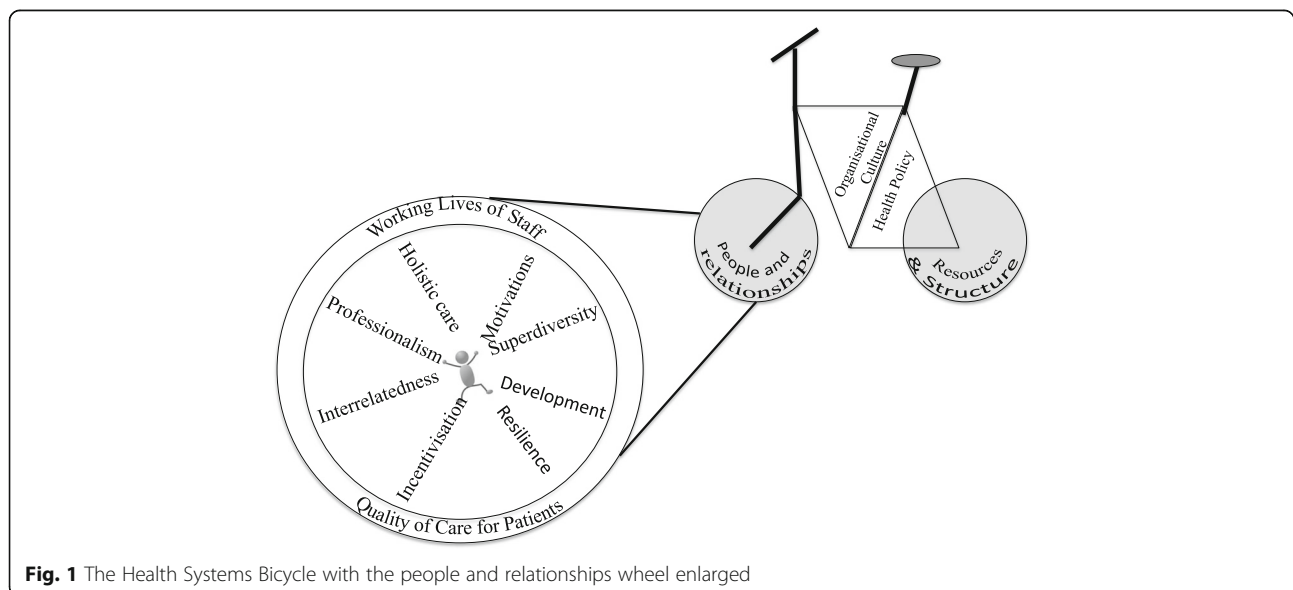 Working Lives of Staff
Holistic care
Motivations
Professionalism
Superdiversity
Interrelatedness
Development
Incentivisation
Resilience
Quality of Care for Patients
People and
relationships
Organisational
Culture
Health Policy
Resources
& Structure
Fig. 1 The Health Systems Bicycle with the people and relationships wheel enlarged